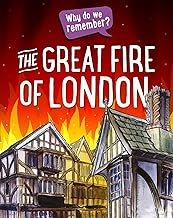 Why do we
remember?
THE GREAT FIRE
OF LONDON